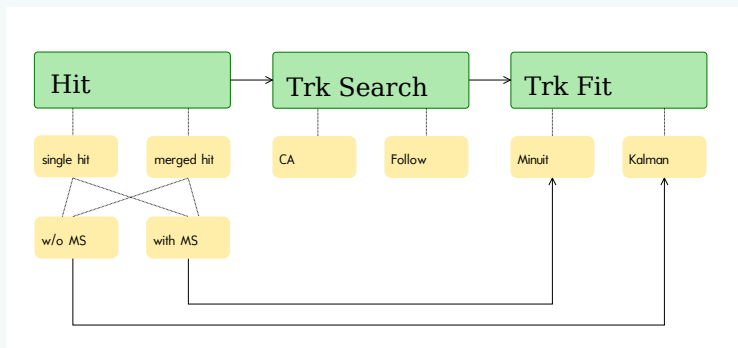 Hit
Trk Search
Trk Fit
single hit
merged hit
CA
Follow
Minuit
Kalman
w/o MS
with MS